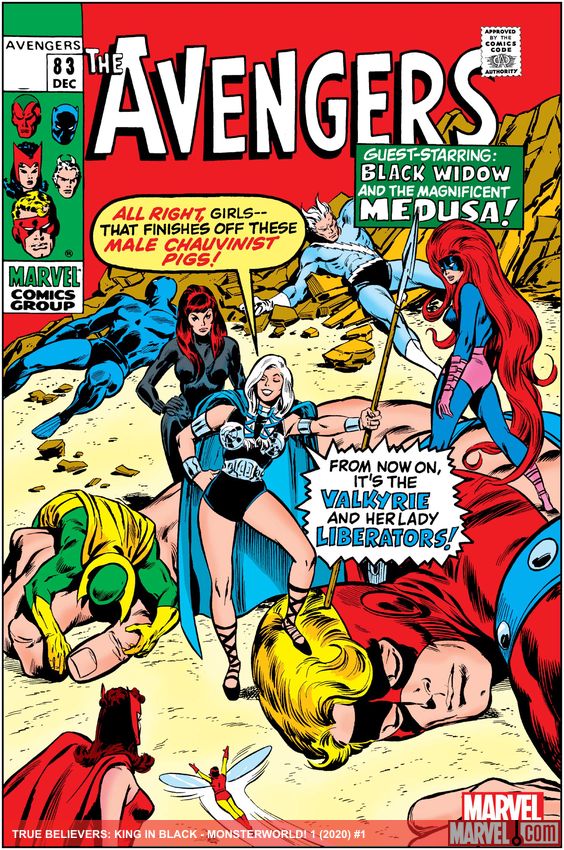 AVENGERS
83
DEC
THE
AVENGERS
APPROVED
BY THE
COMICS
CODE
AUTHORITY
GUEST-STARRING:
BLACK WIDOW
AND THE MAGNIFICENT
MEDUSA!
ALL RIGHT, GIRLS--
THAT FINISHES OFF THESE
MALE CHAUVINIST
PIGS!
MARVEL
COMICS
GROUP
FROM NOW ON,
IT'S THE
VALKYRIE
AND HER LADY
LIBERATORS!
MARVEL
MARVEL.com
TRUE BELIEVERS: KING IN BLACK - MONSTERWORLD! 1 (2020) #1